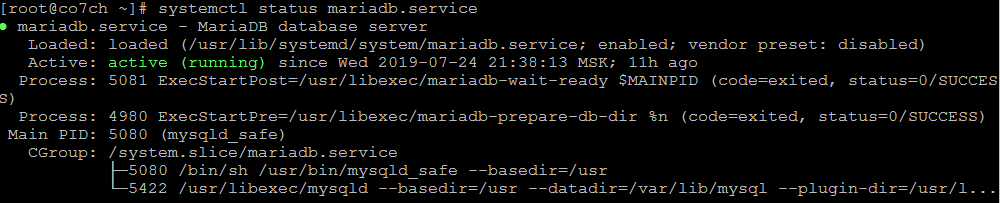 [root@co7ch ~]# systemctl status mariadb.service
● mariadb.service - MariaDB database server
   Loaded: loaded (/usr/lib/systemd/system/mariadb.service; enabled; vendor preset: disabled)
   Active: active (running) since Wed 2019-07-24 21:38:13 MSK; 11h ago
  Process: 5081 ExecStartPost=/usr/libexec/mariadb-wait-ready $MAINPID (code=exited, status=0/SUCCES
S)
  Process: 4980 ExecStartPre=/usr/libexec/mariadb-prepare-db-dir %n (code=exited, status=0/SUCCESS)
 Main PID: 5080 (mysqld_safe)
   CGroup: /system.slice/mariadb.service
           ├─5080 /bin/sh /usr/bin/mysqld_safe --basedir=/usr
           └─5422 /usr/libexec/mysqld --basedir=/usr --datadir=/var/lib/mysql --plugin-dir=/usr/l...